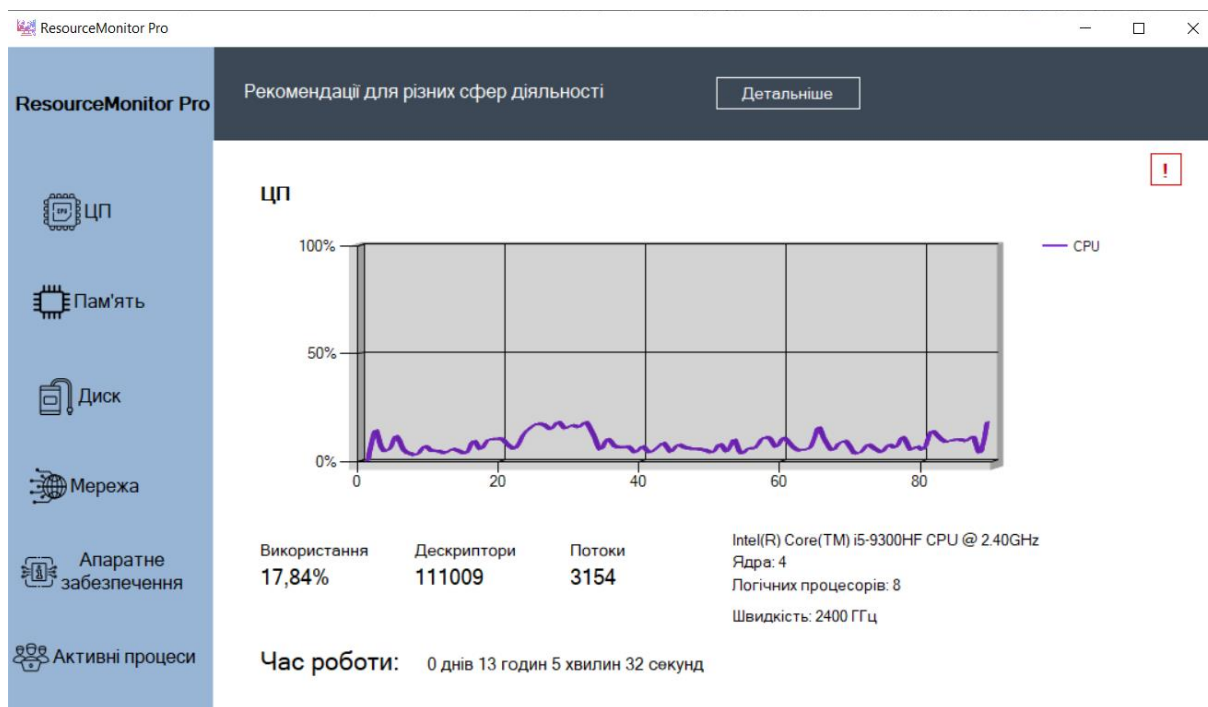 ResourceMonitor Pro
ResourceMonitor Pro
Рекомендації для різних сфер діяльності
Детальніше
ЦП
Пам'ять
Диск
Мережа
Апаратне
забезпечення
Активні процеси
!
ЦП
100%
50%
0%
0 20 40 60 80
CPU
Використання
17,84%
Дескриптори
111009
Потоки
3154
Intel(R) Core(TM) i5-9300HF CPU @ 2.40GHz
Ядра: 4
Логічних процесорів: 8
Швидкість: 2400 ГГц
Час роботи: 0 днів 13 годин 5 хвилин 32 секунд